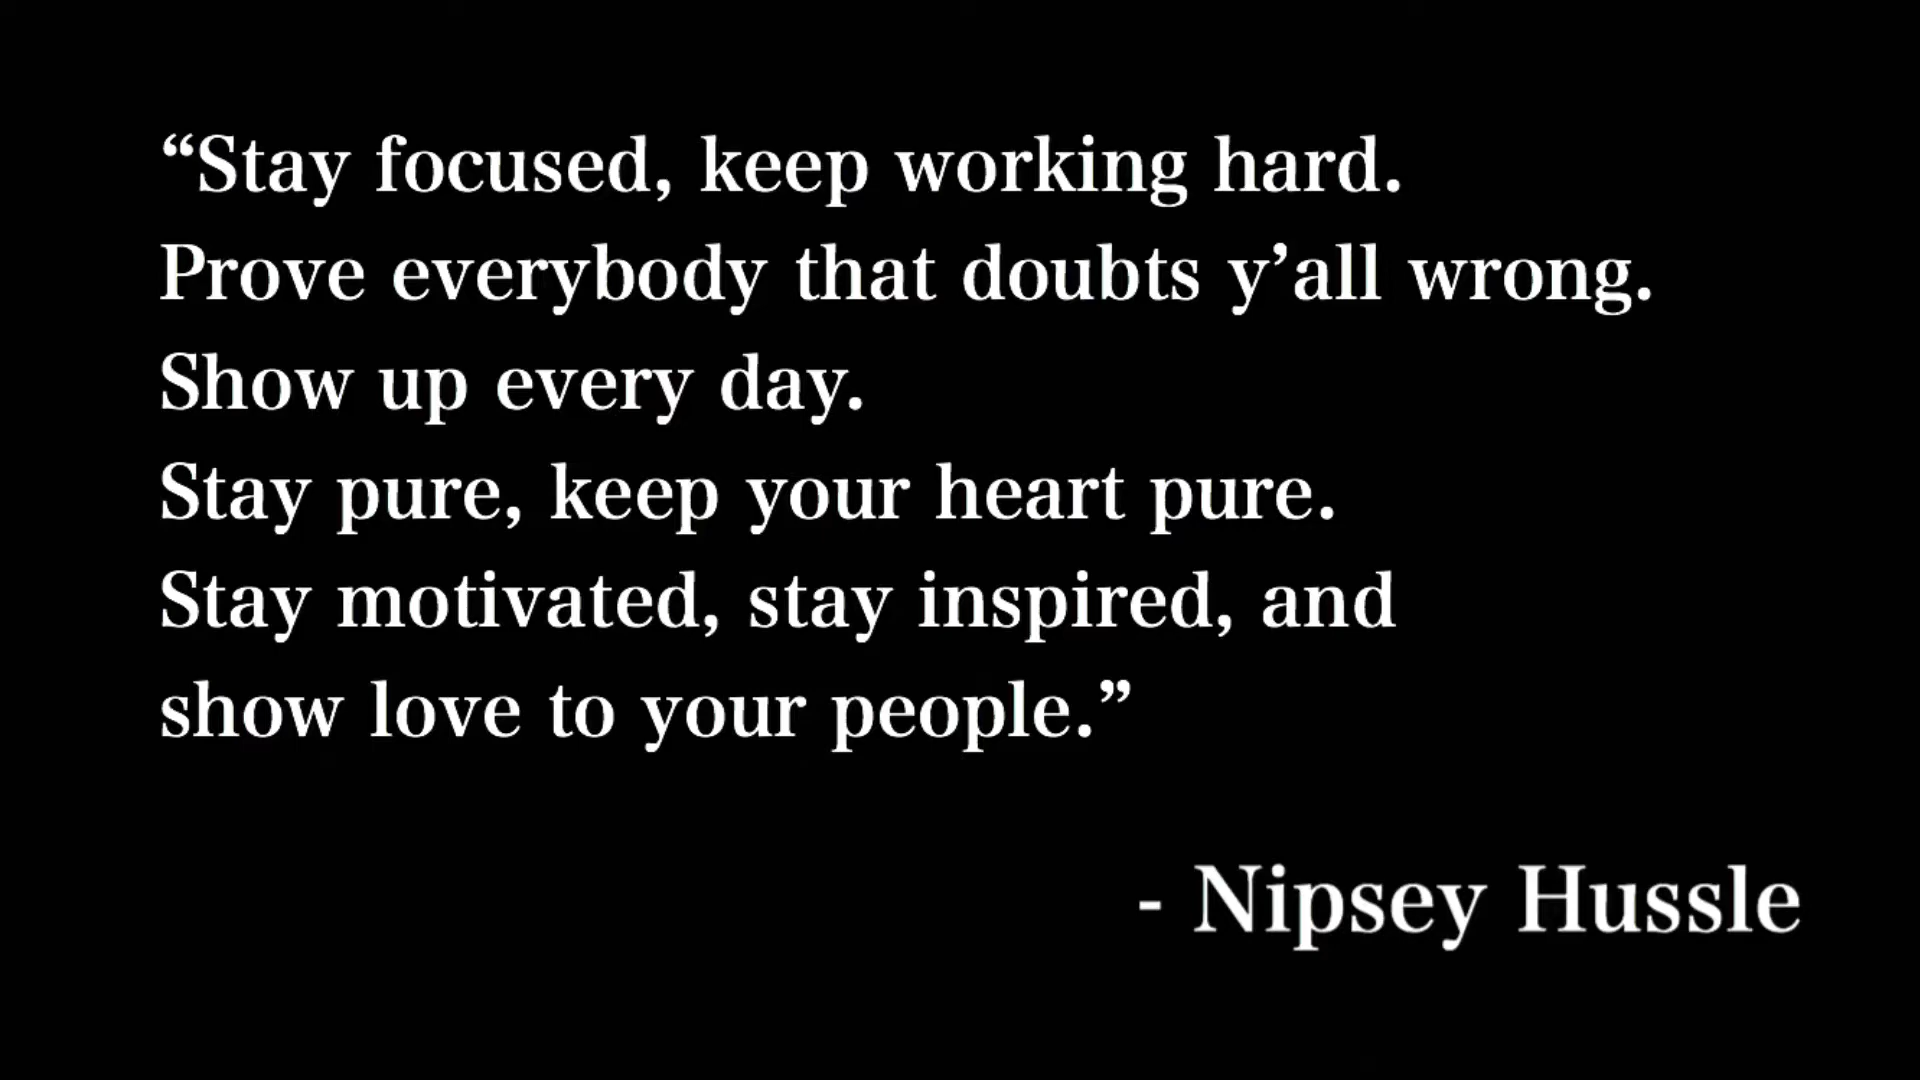 “Stay focused, keep working hard.
Prove everybody that doubts y’all wrong.
Show up every day.
Stay pure, keep your heart pure.
Stay motivated, stay inspired, and
show love to your people.”
- Nipsey Hussle